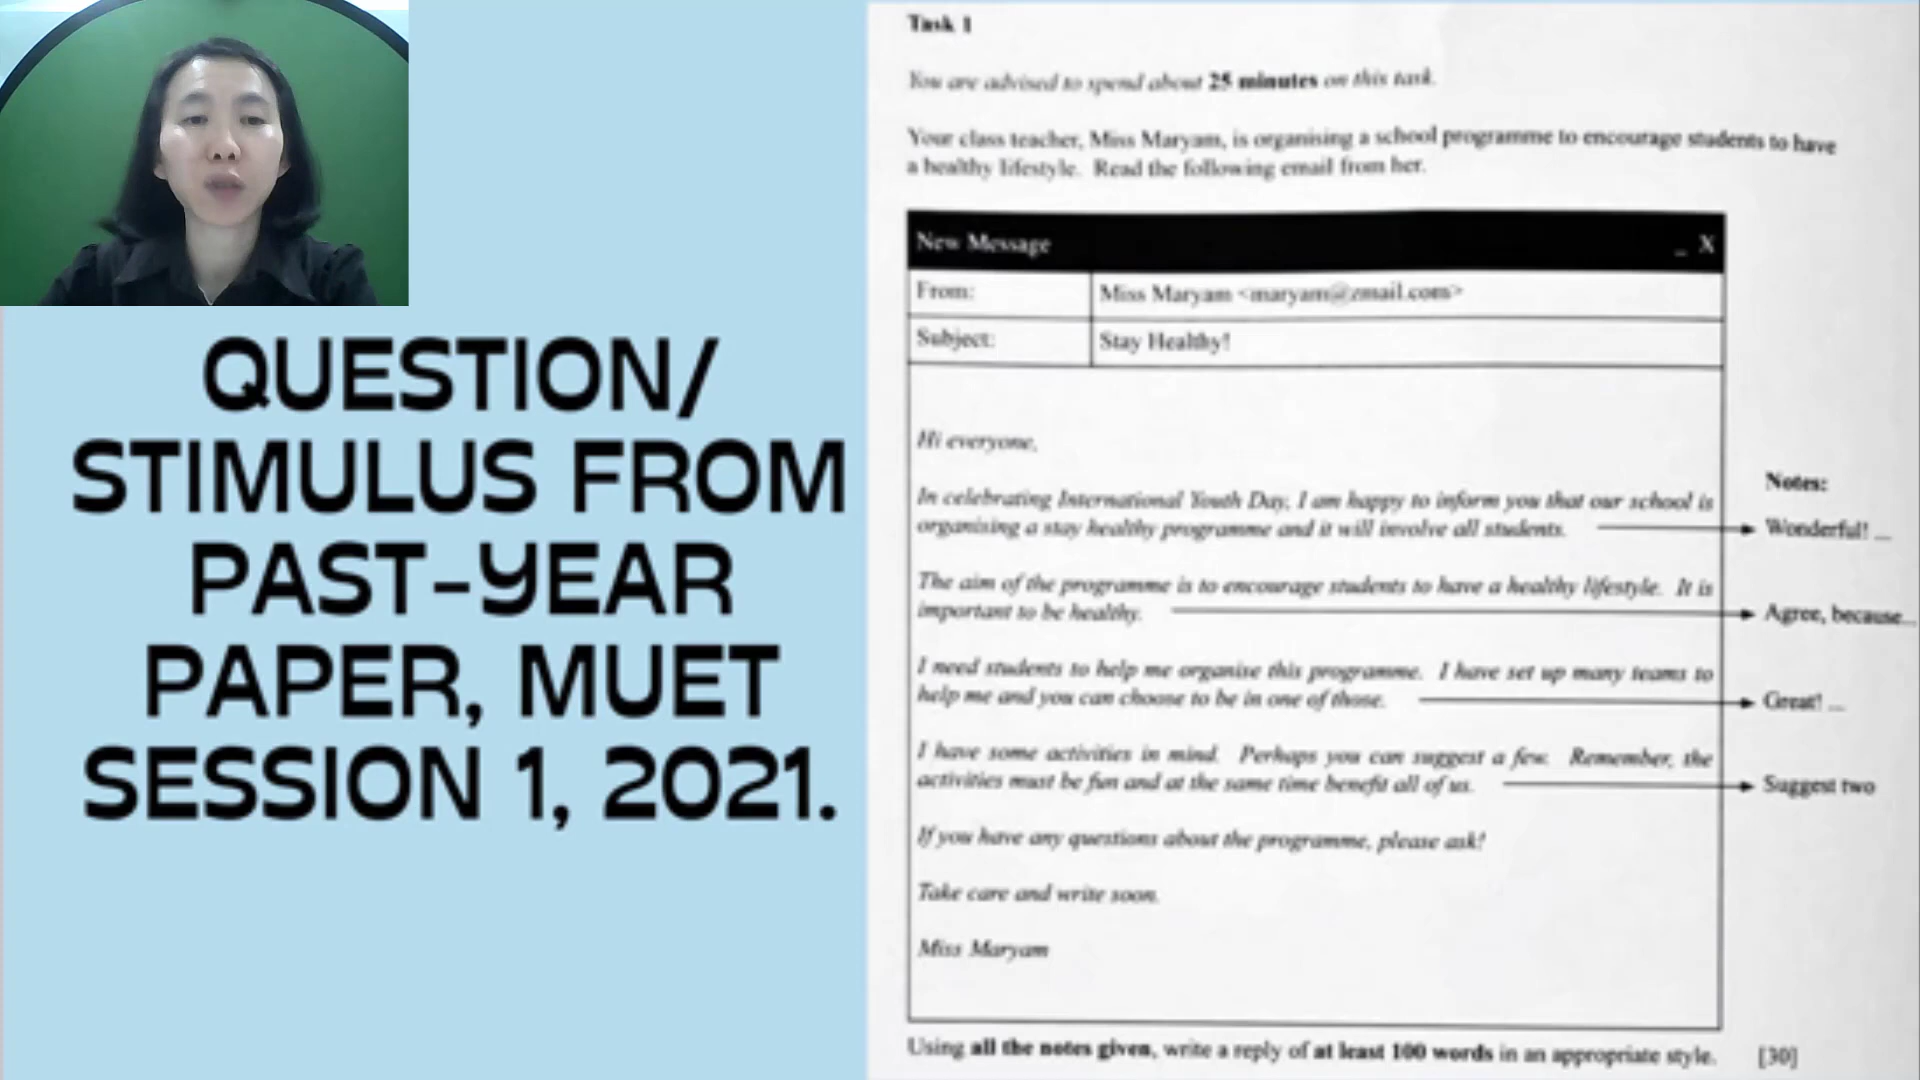 QUESTION/
STIMULUS FROM
PAST-YEAR
PAPER, MUET
SESSION 1, 2021.
Task 1
You are advised to spend about 25 minutes on this task.
Your class teacher, Miss Maryam, is organising a school programme to encourage students to have
a healthy lifestyle. Read the following email from her.
New Message _ X
From: Miss Maryam <maryam@zmail.com>
Subject: Stay Healthy!
Hi everyone,
In celebrating International Youth Day, I am happy to inform you that our school is
organising a stay healthy programme and it will involve all students.
The aim of the programme is to encourage students to have a healthy lifestyle. It is
important to be healthy.
I need students to help me organise this programme. I have set up many teams to
help me and you can choose to be in one of those.
I have some activities in mind. Perhaps you can suggest a few. Remember, the
activities must be fun and at the same time benefit all of us.
If you have any questions about the programme, please ask!
Take care and write soon.
Miss Maryam
Notes:
Wonderful! ...
Agree, because...
Great! ...
Suggest two
Using all the notes given, write a reply of at least 100 words in an appropriate style. [30]